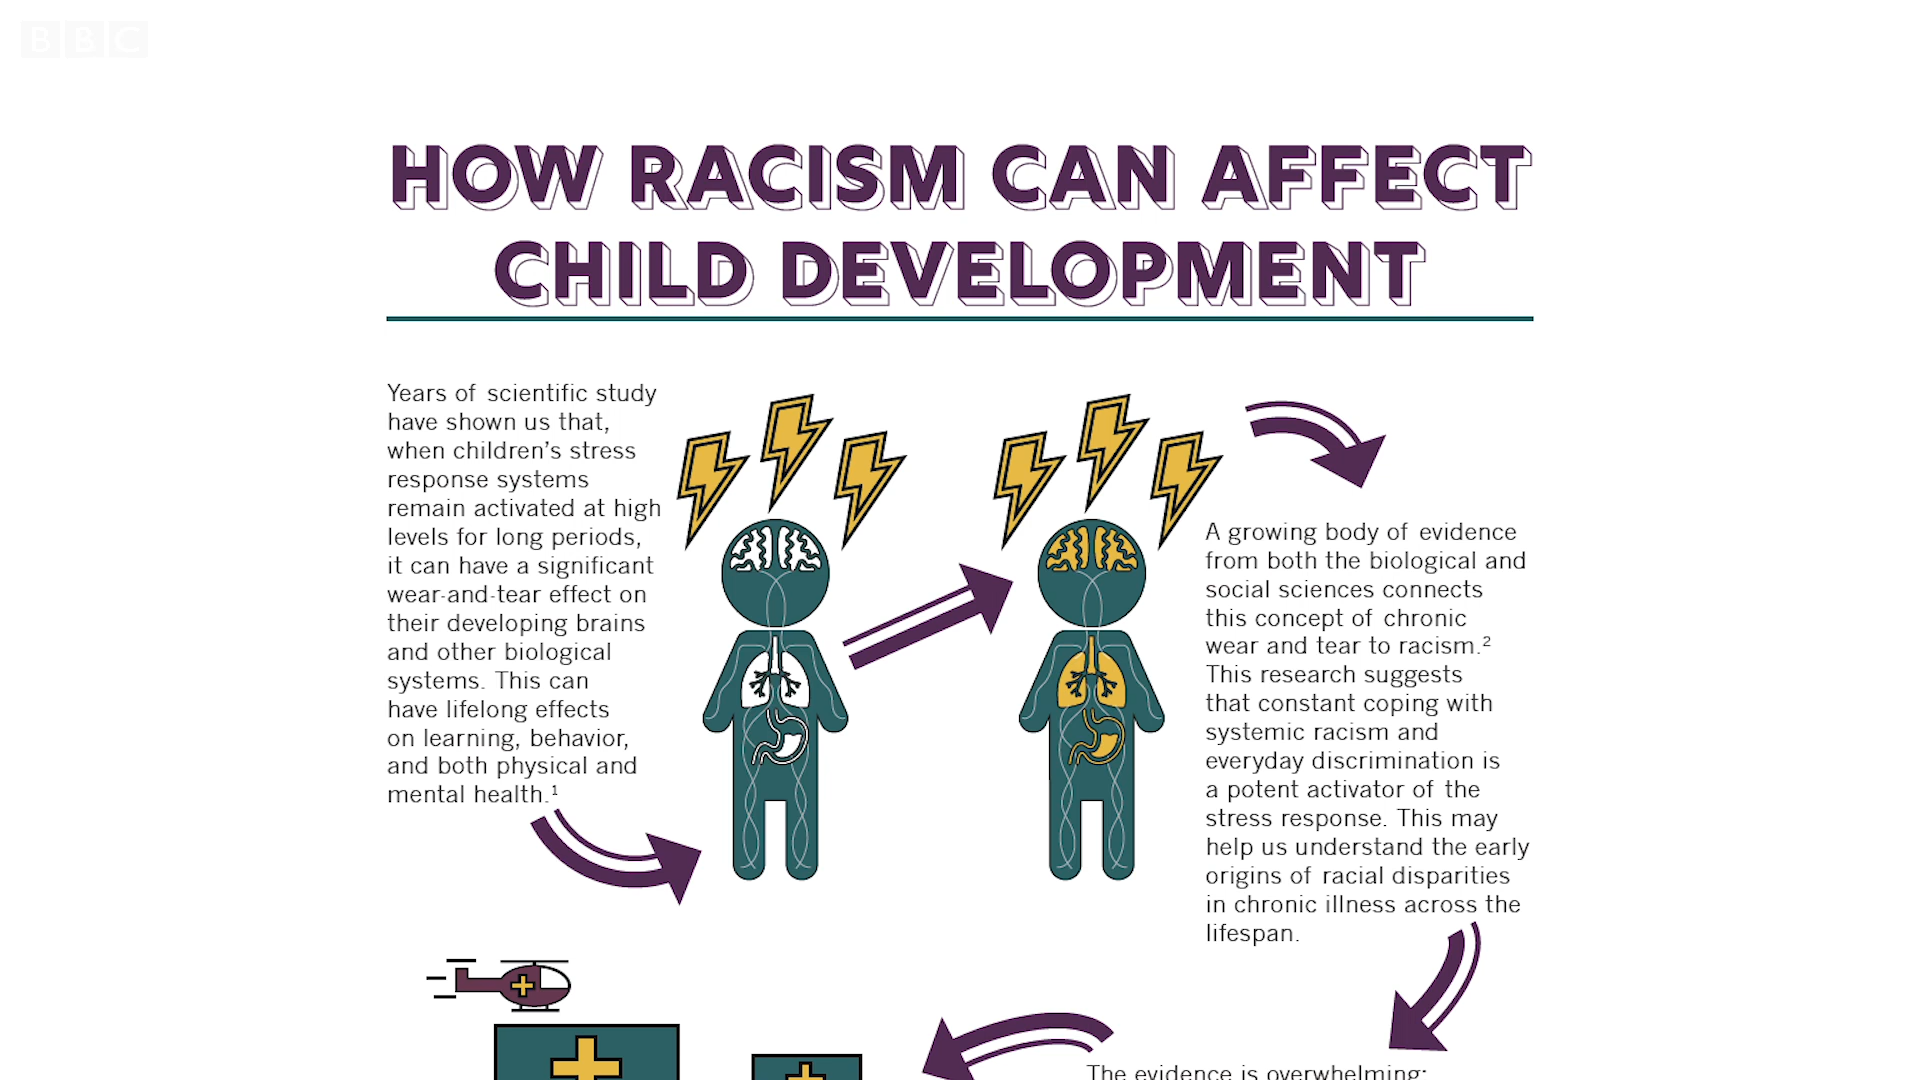 BBC
HOW RACISM CAN AFFECT
CHILD DEVELOPMENT
Years of scientific study
have shown us that,
when children's stress
response systems
remain activated at high
levels for long periods,
it can have a significant
wear-and-tear effect on
their developing brains
and other biological
systems. This can
have lifelong effects
on learning, behavior,
and both physical and
mental health.¹
A growing body of evidence
from both the biological and
social sciences connects
this concept of chronic
wear and tear to racism.²
This research suggests
that constant coping with
systemic racism and
everyday discrimination is
a potent activator of the
stress response. This may
help us understand the early
origins of racial disparities
in chronic illness across the
lifespan.
The evidence is overwhelming: